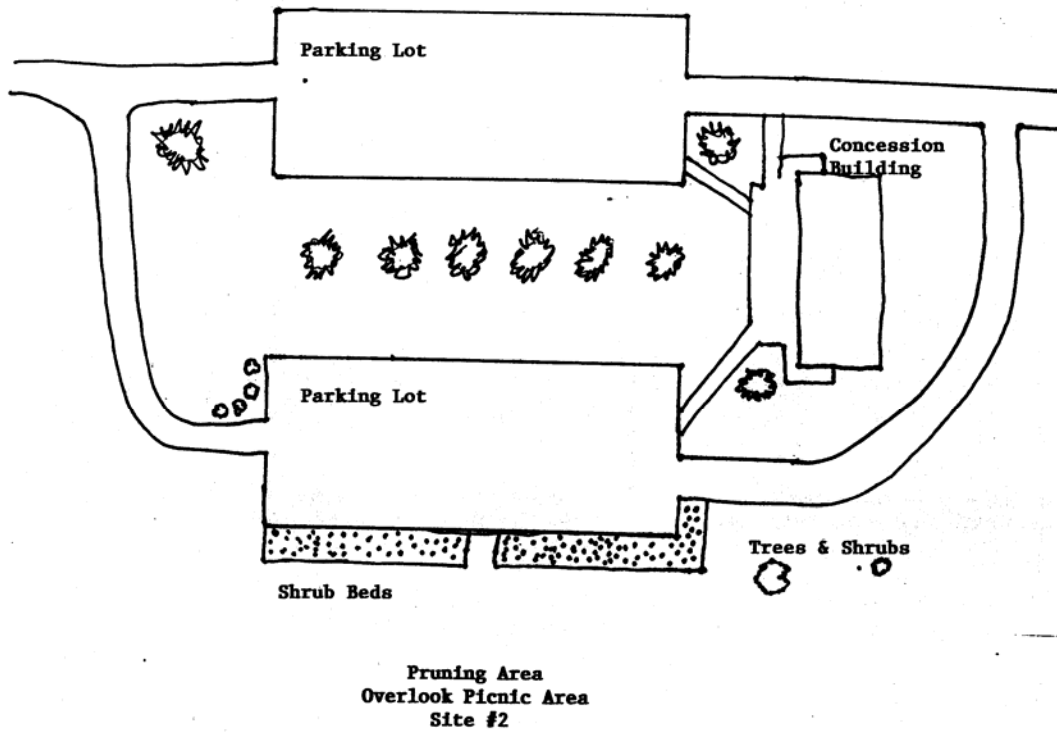 Parking Lot
Concession
Building
Parking Lot
Trees & Shrubs
Shrub Beds
Pruning Area
Overlook Picnic Area
Site #2